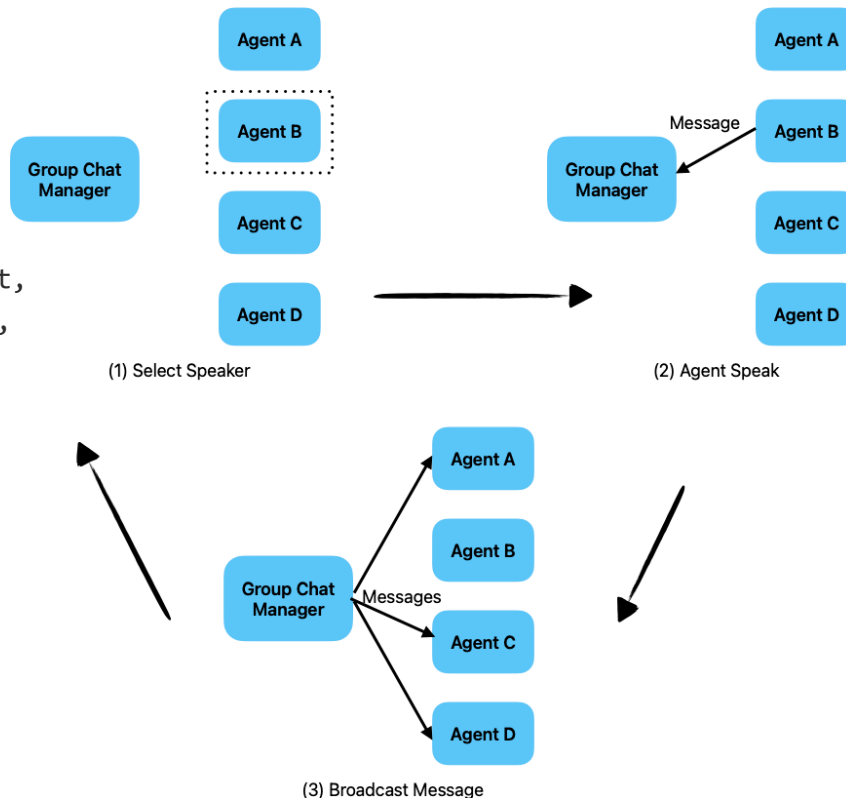 Agent A
Agent B
Group Chat
Manager
Agent C
Agent D
t,
,
(1) Select Speaker
Agent A
Message
Agent B
Group Chat
Manager
Agent C
Agent D
(2) Agent Speak
Agent A
Agent B
Group Chat
Manager
Messages
Agent C
Agent D
(3) Broadcast Message